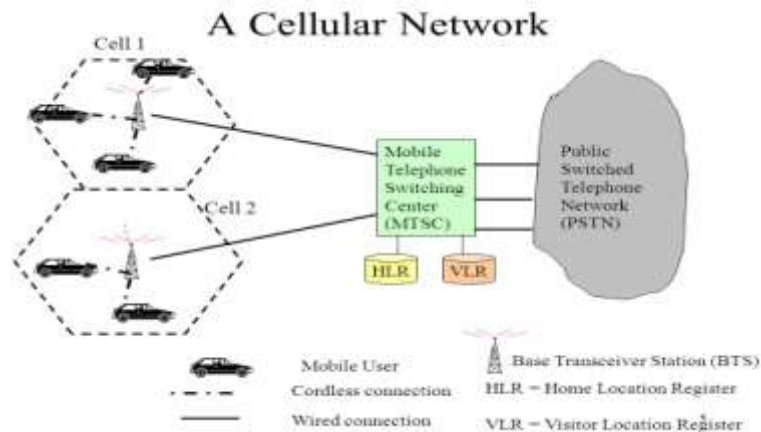 A Cellular Network
Cell 1
Mobile
Telephone
Switching
Center
(MTSC)
Public
Switched
Telephone
Network
(PSTN)
Cell 2
HLR
VLR
Mobile User
Base Transceiver Station (BTS)
Cordless connection
HLR = Home Location Register
Wired connection
VLR = Visitor Location Register